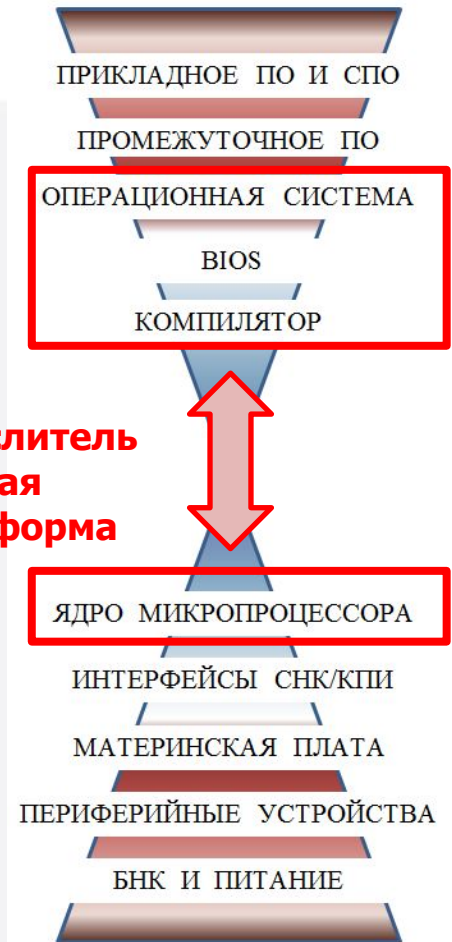 ПРИКЛАДНОЕ ПО И СПО
ПРОМЕЖУТОЧНОЕ ПО
ОПЕРАЦИОННАЯ СИСТЕМА
BIOS
КОМПИЛЯТОР
ЯДРО МИКРОПРОЦЕССОРА
ИНТЕРФЕЙСЫ СНК/КПИ
МАТЕРИНСКАЯ ПЛАТА
ПЕРИФЕРИЙНЫЕ УСТРОЙСТВА
БНК И ПИТАНИЕ